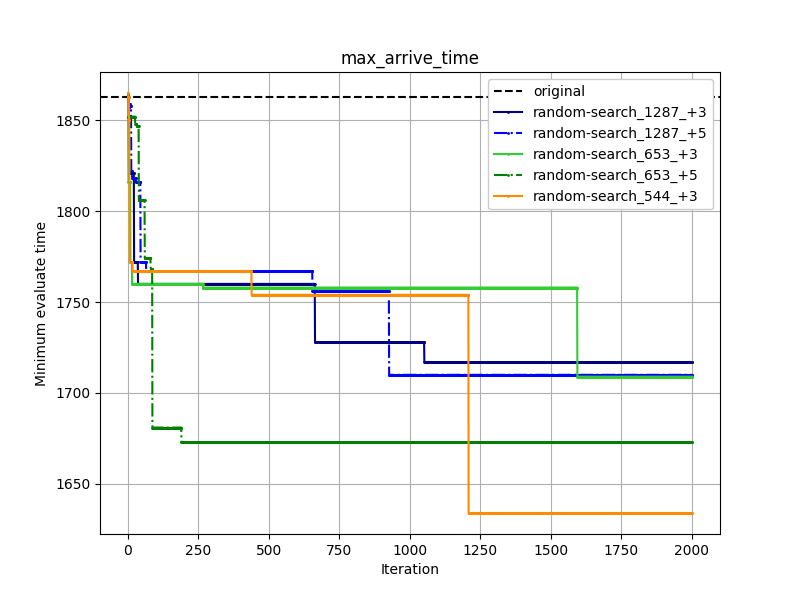 max_arrive_time
original
random-search_1287_+3
random-search_1287_+5
random-search_653_+3
random-search_653_+5
random-search_544_+3
Minimum evaluate time
1850
1800
1750
1700
1650
0 250 500 750 1000 1250 1500 1750 2000
Iteration